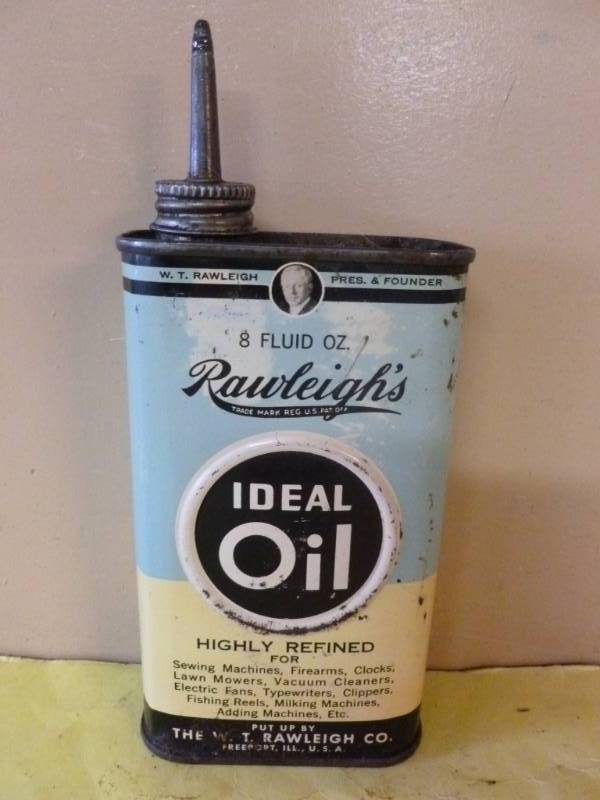 W. T. RAWLEIGH PRES. & FOUNDER
8 FLUID OZ.
Rawleigh's
TRADE MARK REG. U.S. PAT. OFF.
IDEAL
Oil
HIGHLY REFINED
FOR
Sewing Machines, Firearms, Clocks,
Lawn Mowers, Vacuum Cleaners,
Electric Fans, Typewriters, Clippers,
Fishing Reels, Milking Machines,
Adding Machines, Etc.
PUT UP BY
THE W. T. RAWLEIGH CO.
FREEPORT, ILL., U. S. A.